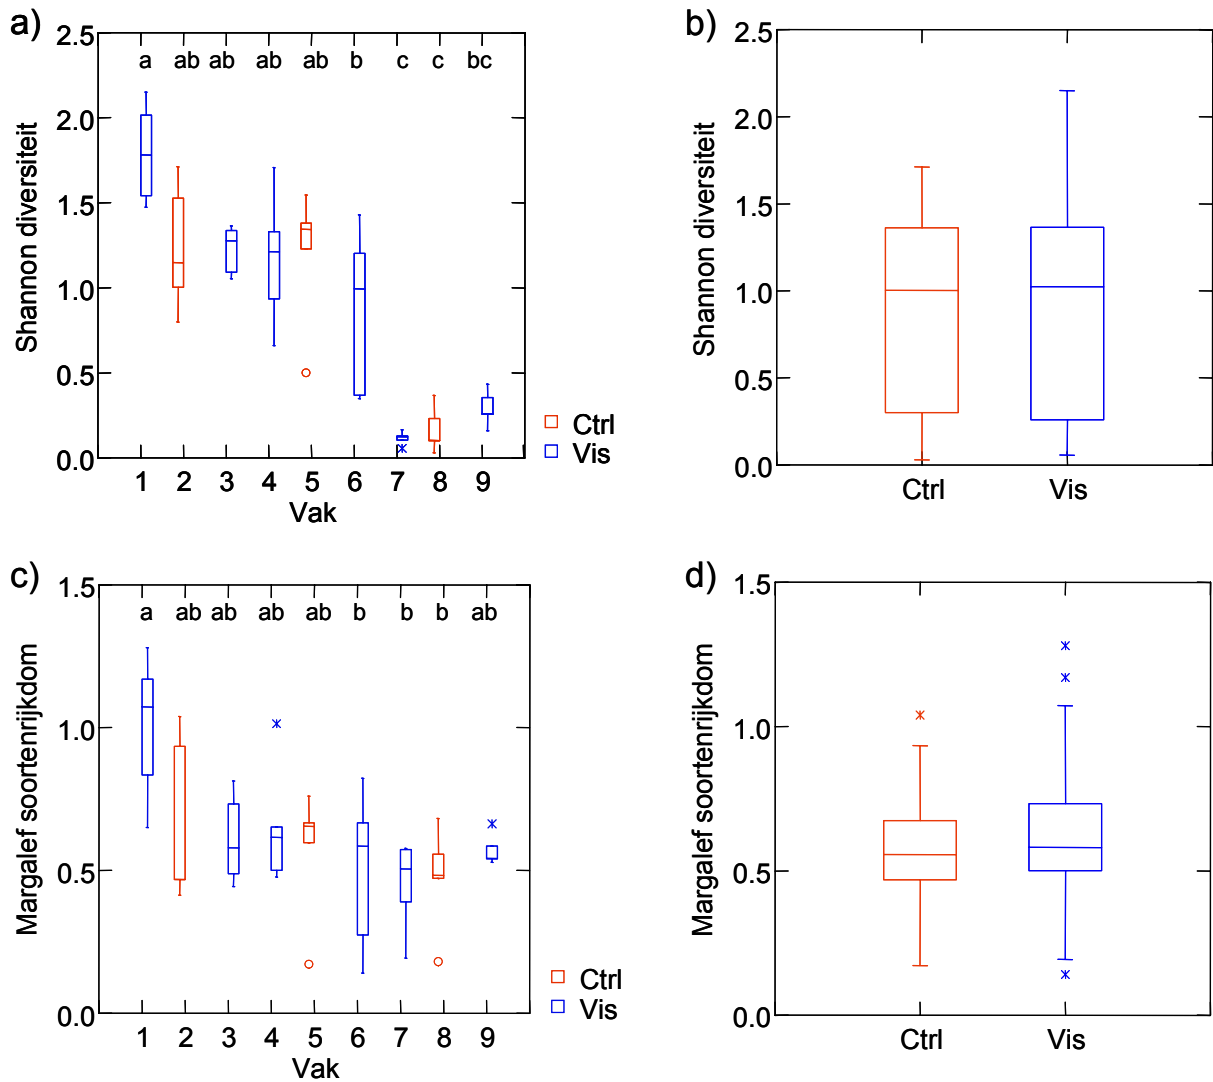 a)
2.5
2.0
1.5
1.0
0.5
0.0
Shannon diversiteit
a ab ab ab ab b c c bc
1 2 3 4 5 6 7 8 9
Vak
Ctrl
Vis
b)
2.5
2.0
1.5
1.0
0.5
0.0
Shannon diversiteit
Ctrl Vis
c)
1.5
1.0
0.5
0.0
Margalef soortenrijkdom
a ab ab ab ab b b b ab
1 2 3 4 5 6 7 8 9
Vak
Ctrl
Vis
d)
1.5
1.0
0.5
0.0
Margalef soortenrijkdom
Ctrl Vis